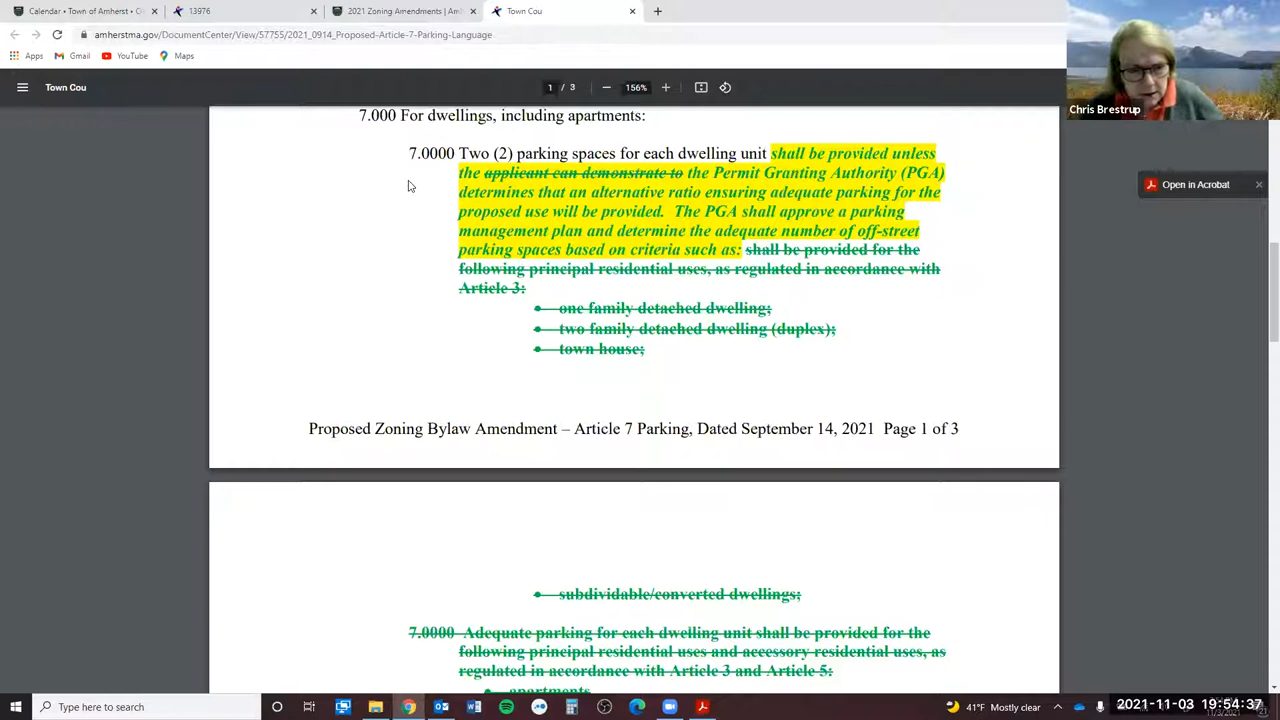 Calendar • Town of Amherst • Ci
13976
2021 Zoning Amendments | Am
Town Cou
amherstma.gov/DocumentCenter/View/57755/2021_0914_Proposed-Article-7-Parking-Language
Apps
Gmail
YouTube
Maps
Town Cou
1 / 3
156%
Chris Brestrup
Open in Acrobat
7.000 For dwellings, including apartments:
7.0000 Two (2) parking spaces for each dwelling unit shall be provided unless
the applicant can demonstrate to the Permit Granting Authority (PGA)
determines that an alternative ratio ensuring adequate parking for the
proposed use will be provided. The PGA shall approve a parking
management plan and determine the adequate number of off-street
parking spaces based on criteria such as: shall be provided for the
following principal residential uses, as regulated in accordance with
Article 3:
• one family detached dwelling;
• two family detached dwelling (duplex);
• town house;
Proposed Zoning Bylaw Amendment – Article 7 Parking, Dated September 14, 2021 Page 1 of 3
• subdividable/converted dwellings;
7.0000 Adequate parking for each dwelling unit shall be provided for the
following principal residential uses and accessory residential uses, as
regulated in accordance with Article 3 and Article 5:
• apartments
Type here to search
41°F Mostly clear
2021-11-03 19:54:37